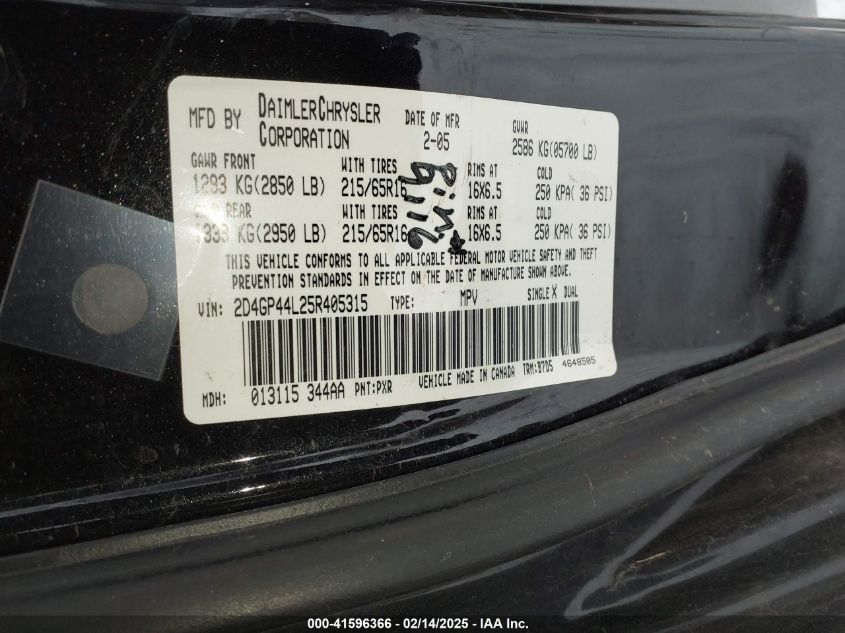 MFD BY DAIMLERCHRYSLER CORPORATION DATE OF MFR 2-05 GVWR 2586 KG(05700 LB)
GAWR FRONT WITH TIRES RIMS AT COLD
1293 KG(2850 LB) 215/65R16 16X6.5 250 KPA( 36 PSI)
REAR WITH TIRES RIMS AT COLD
KG(2950 LB) 215/65R16 16X6.5 250 KPA( 36 PSI)
THIS VEHICLE CONFORMS TO ALL APPLICABLE FEDERAL MOTOR VEHICLE SAFETY AND THEFT
PREVENTION STANDARDS IN EFFECT ON THE DATE OF MANUFACTURE SHOWN ABOVE.
VIN: 2D4GP44L25R405315 TYPE: MPV SINGLE X DUAL
MDH: 013115 344AA PNT:PXR VEHICLE MADE IN CANADA TRM:97D5 4648505
000-41596366 - 02/14/2025 - IAA Inc.